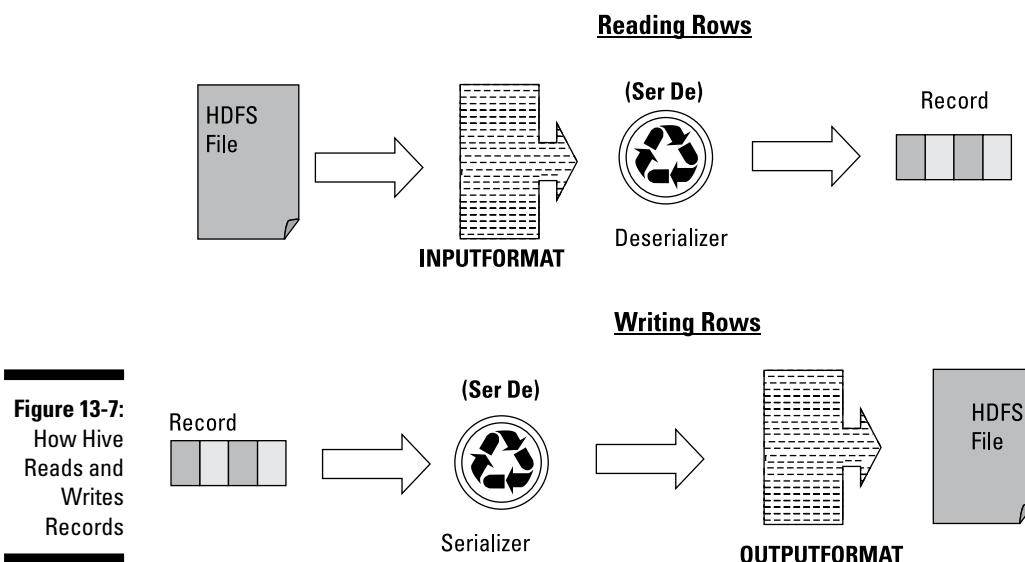 Reading Rows
HDFS
File
(Ser De)
Record
Deserializer
INPUTFORMAT
Writing Rows
Figure 13-7:
How Hive
Reads and
Writes
Records
Record
(Ser De)
Serializer
HDFS
File
OUTPUTFORMAT